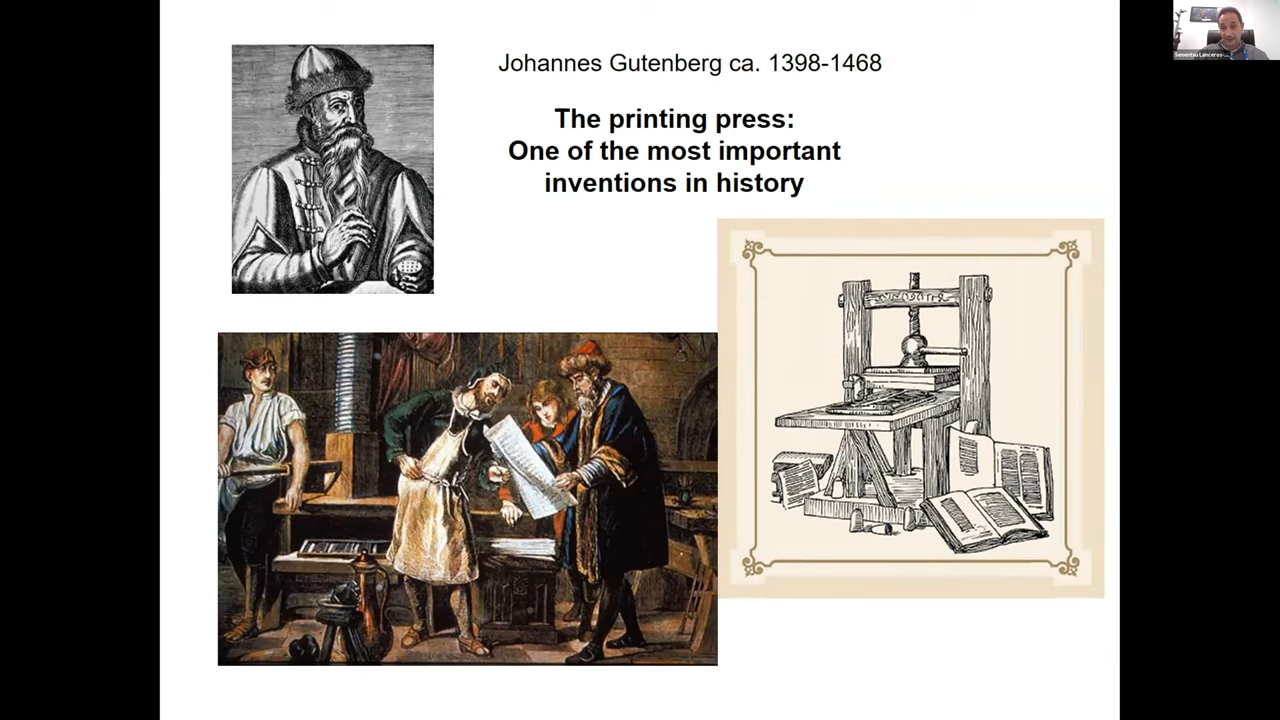 Johannes Gutenberg ca. 1398-1468
The printing press:
One of the most important
inventions in history